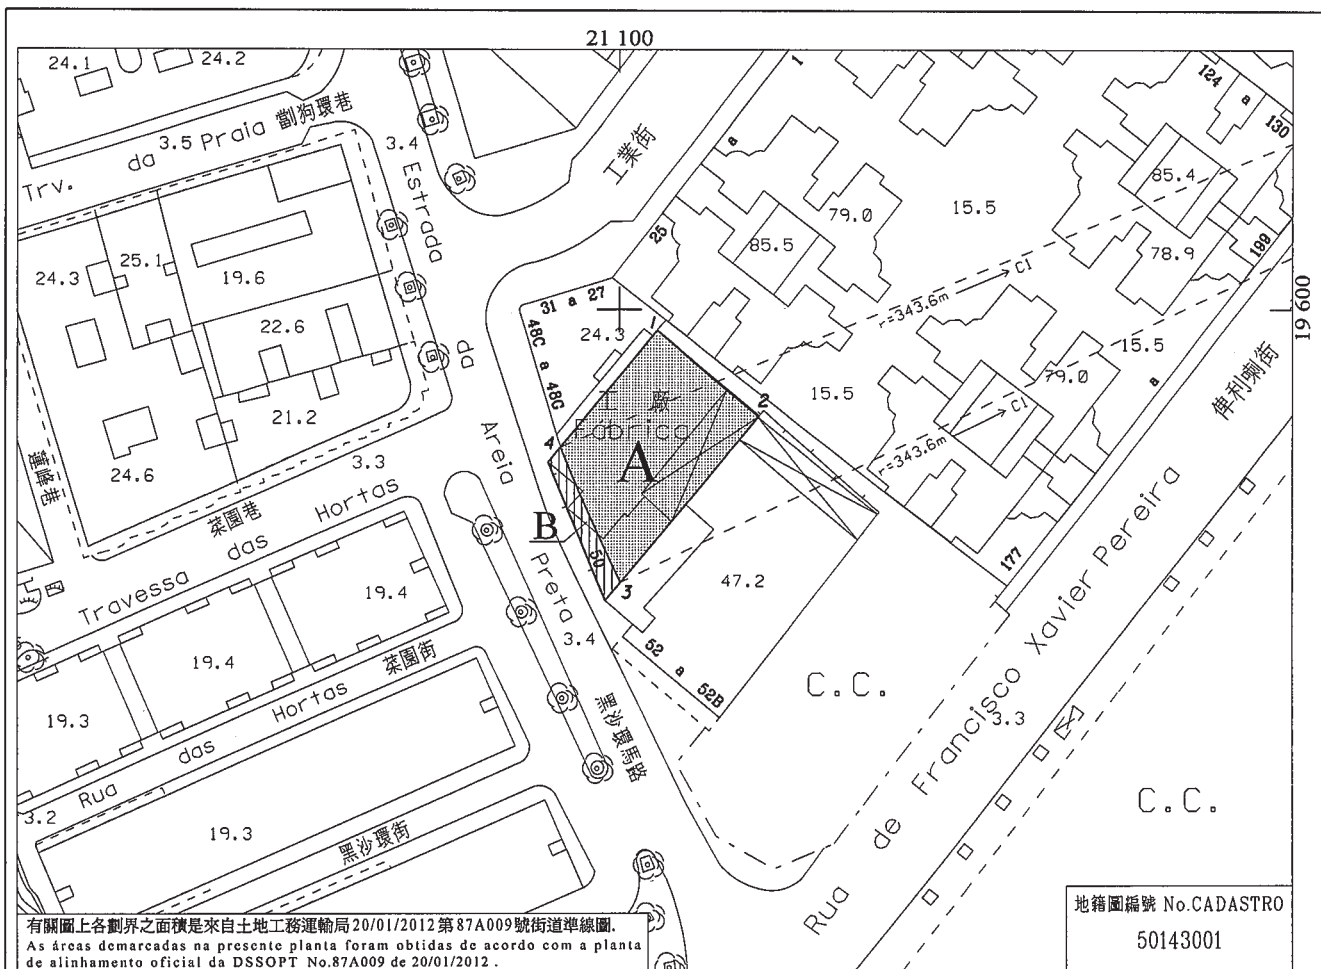 21 100
24.1
24.2
1
124
a
130
3.5
Trv. da Praia 劏狗環巷
3.4
工業街
a
85.4
15.5
79.0
25
85.5
78.9
199
24.3
25.1
19.6
C1
r=343.6m
19 600
31 a 27
24.3
1
22.6
48C a 48G
15.5
15.5
79.0
a
俾利喇街
2
工廠
Fabrica
C1
r=343.6m
21.2
4
A
24.6
3.3
蓮峰巷
菜園巷
Travessa das Hortas
B
50
3
47.2
177
Estrada da Areia Preta
19.4
3.4
19.4
52 a 52B
C.C.
菜園街
19.3
Rua das Hortas
黑沙環馬路
3.3
Rua de Francisco Xavier Pereira
3.2
19.3
黑沙環街
C.C.
地籍圖編號 No.CADASTRO
50143001
有關圖上各劃界之面積是來自土地工務運輸局20/01/2012第87A009號街道準線圖.
As áreas demarcadas na presente planta foram obtidas de acordo com a planta
de alinhamento oficial da DSSOPT No.87A009 de 20/01/2012 .